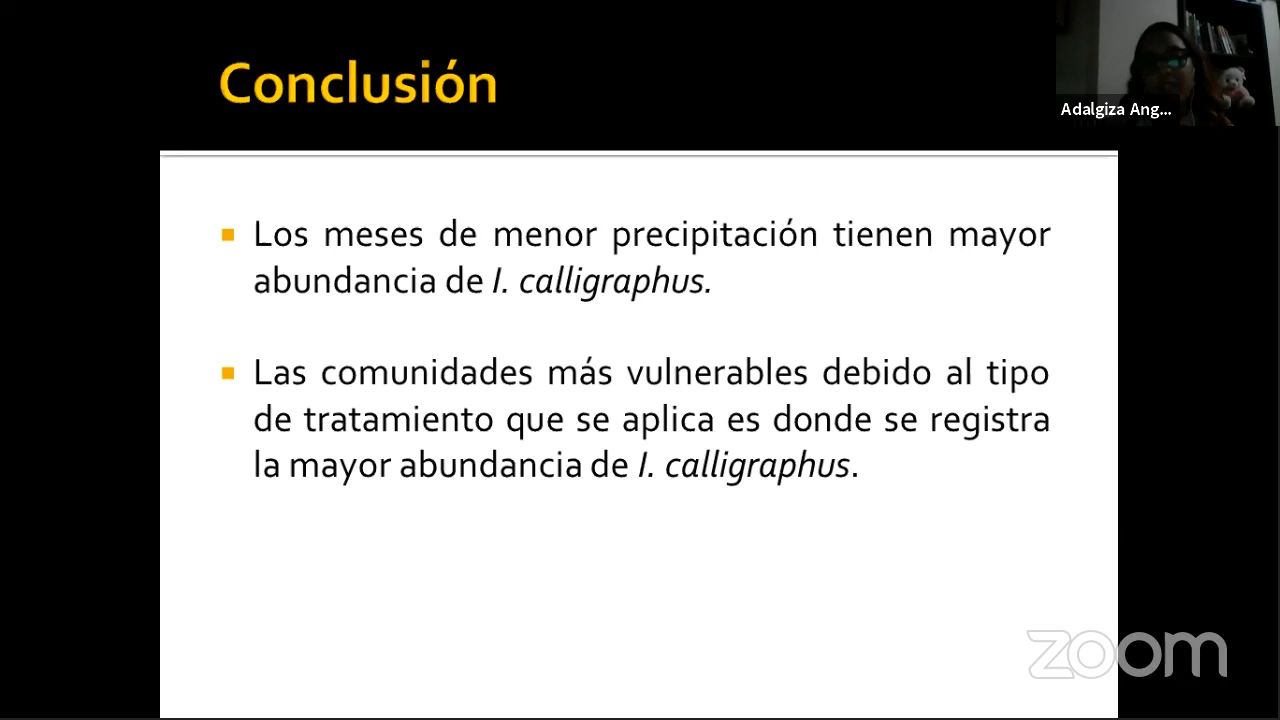 Conclusión
Adalgiza Ang...
Los meses de menor precipitación tienen mayor
abundancia de I. calligraphus.
Las comunidades más vulnerables debido al tipo
de tratamiento que se aplica es donde se registra
la mayor abundancia de I. calligraphus.
zoom